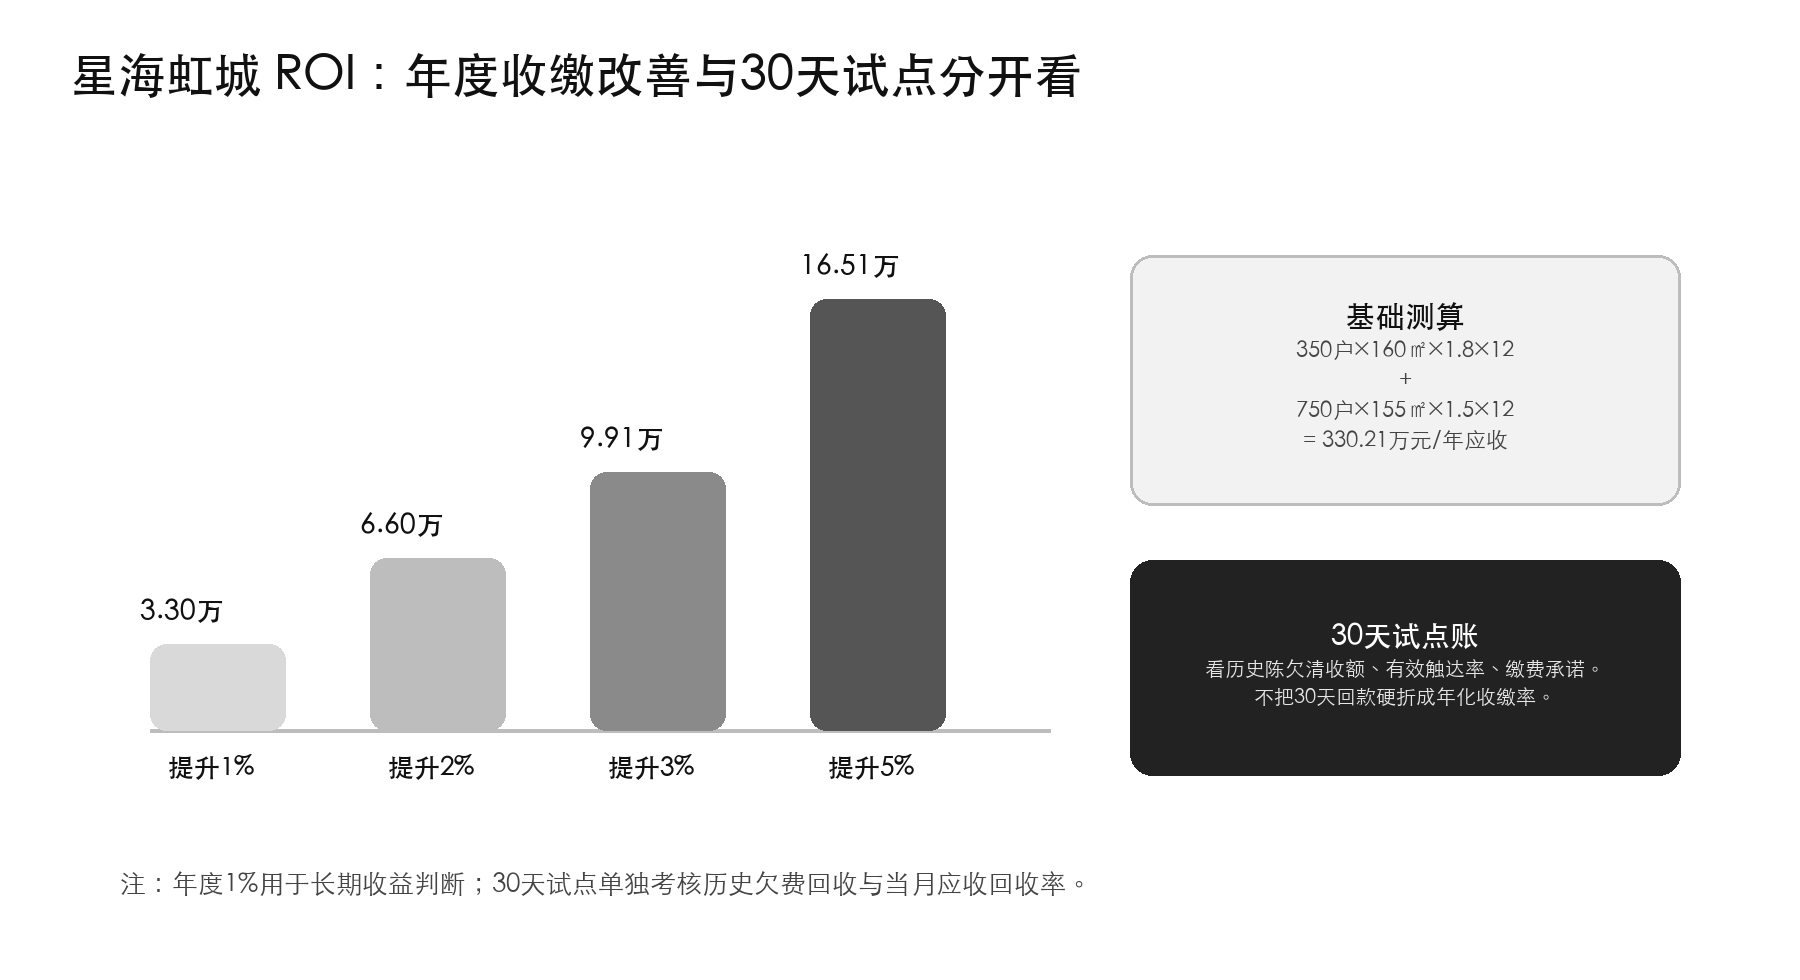 星海虹城 ROI：年度收缴改善与30天试点分开看
16.51万
9.91万
6.60万
3.30万
提升1%
提升2%
提升3%
提升5%
基础测算
350户×160㎡×1.8×12
+
750户×155㎡×1.5×12
= 330.21万元/年应收
30天试点账
看历史陈欠清收额、有效触达率、缴费承诺。
不把30天回款硬折成年化收缴率。
注：年度1%用于长期收益判断；30天试点单独考核历史欠费回收与当月应收回收率。